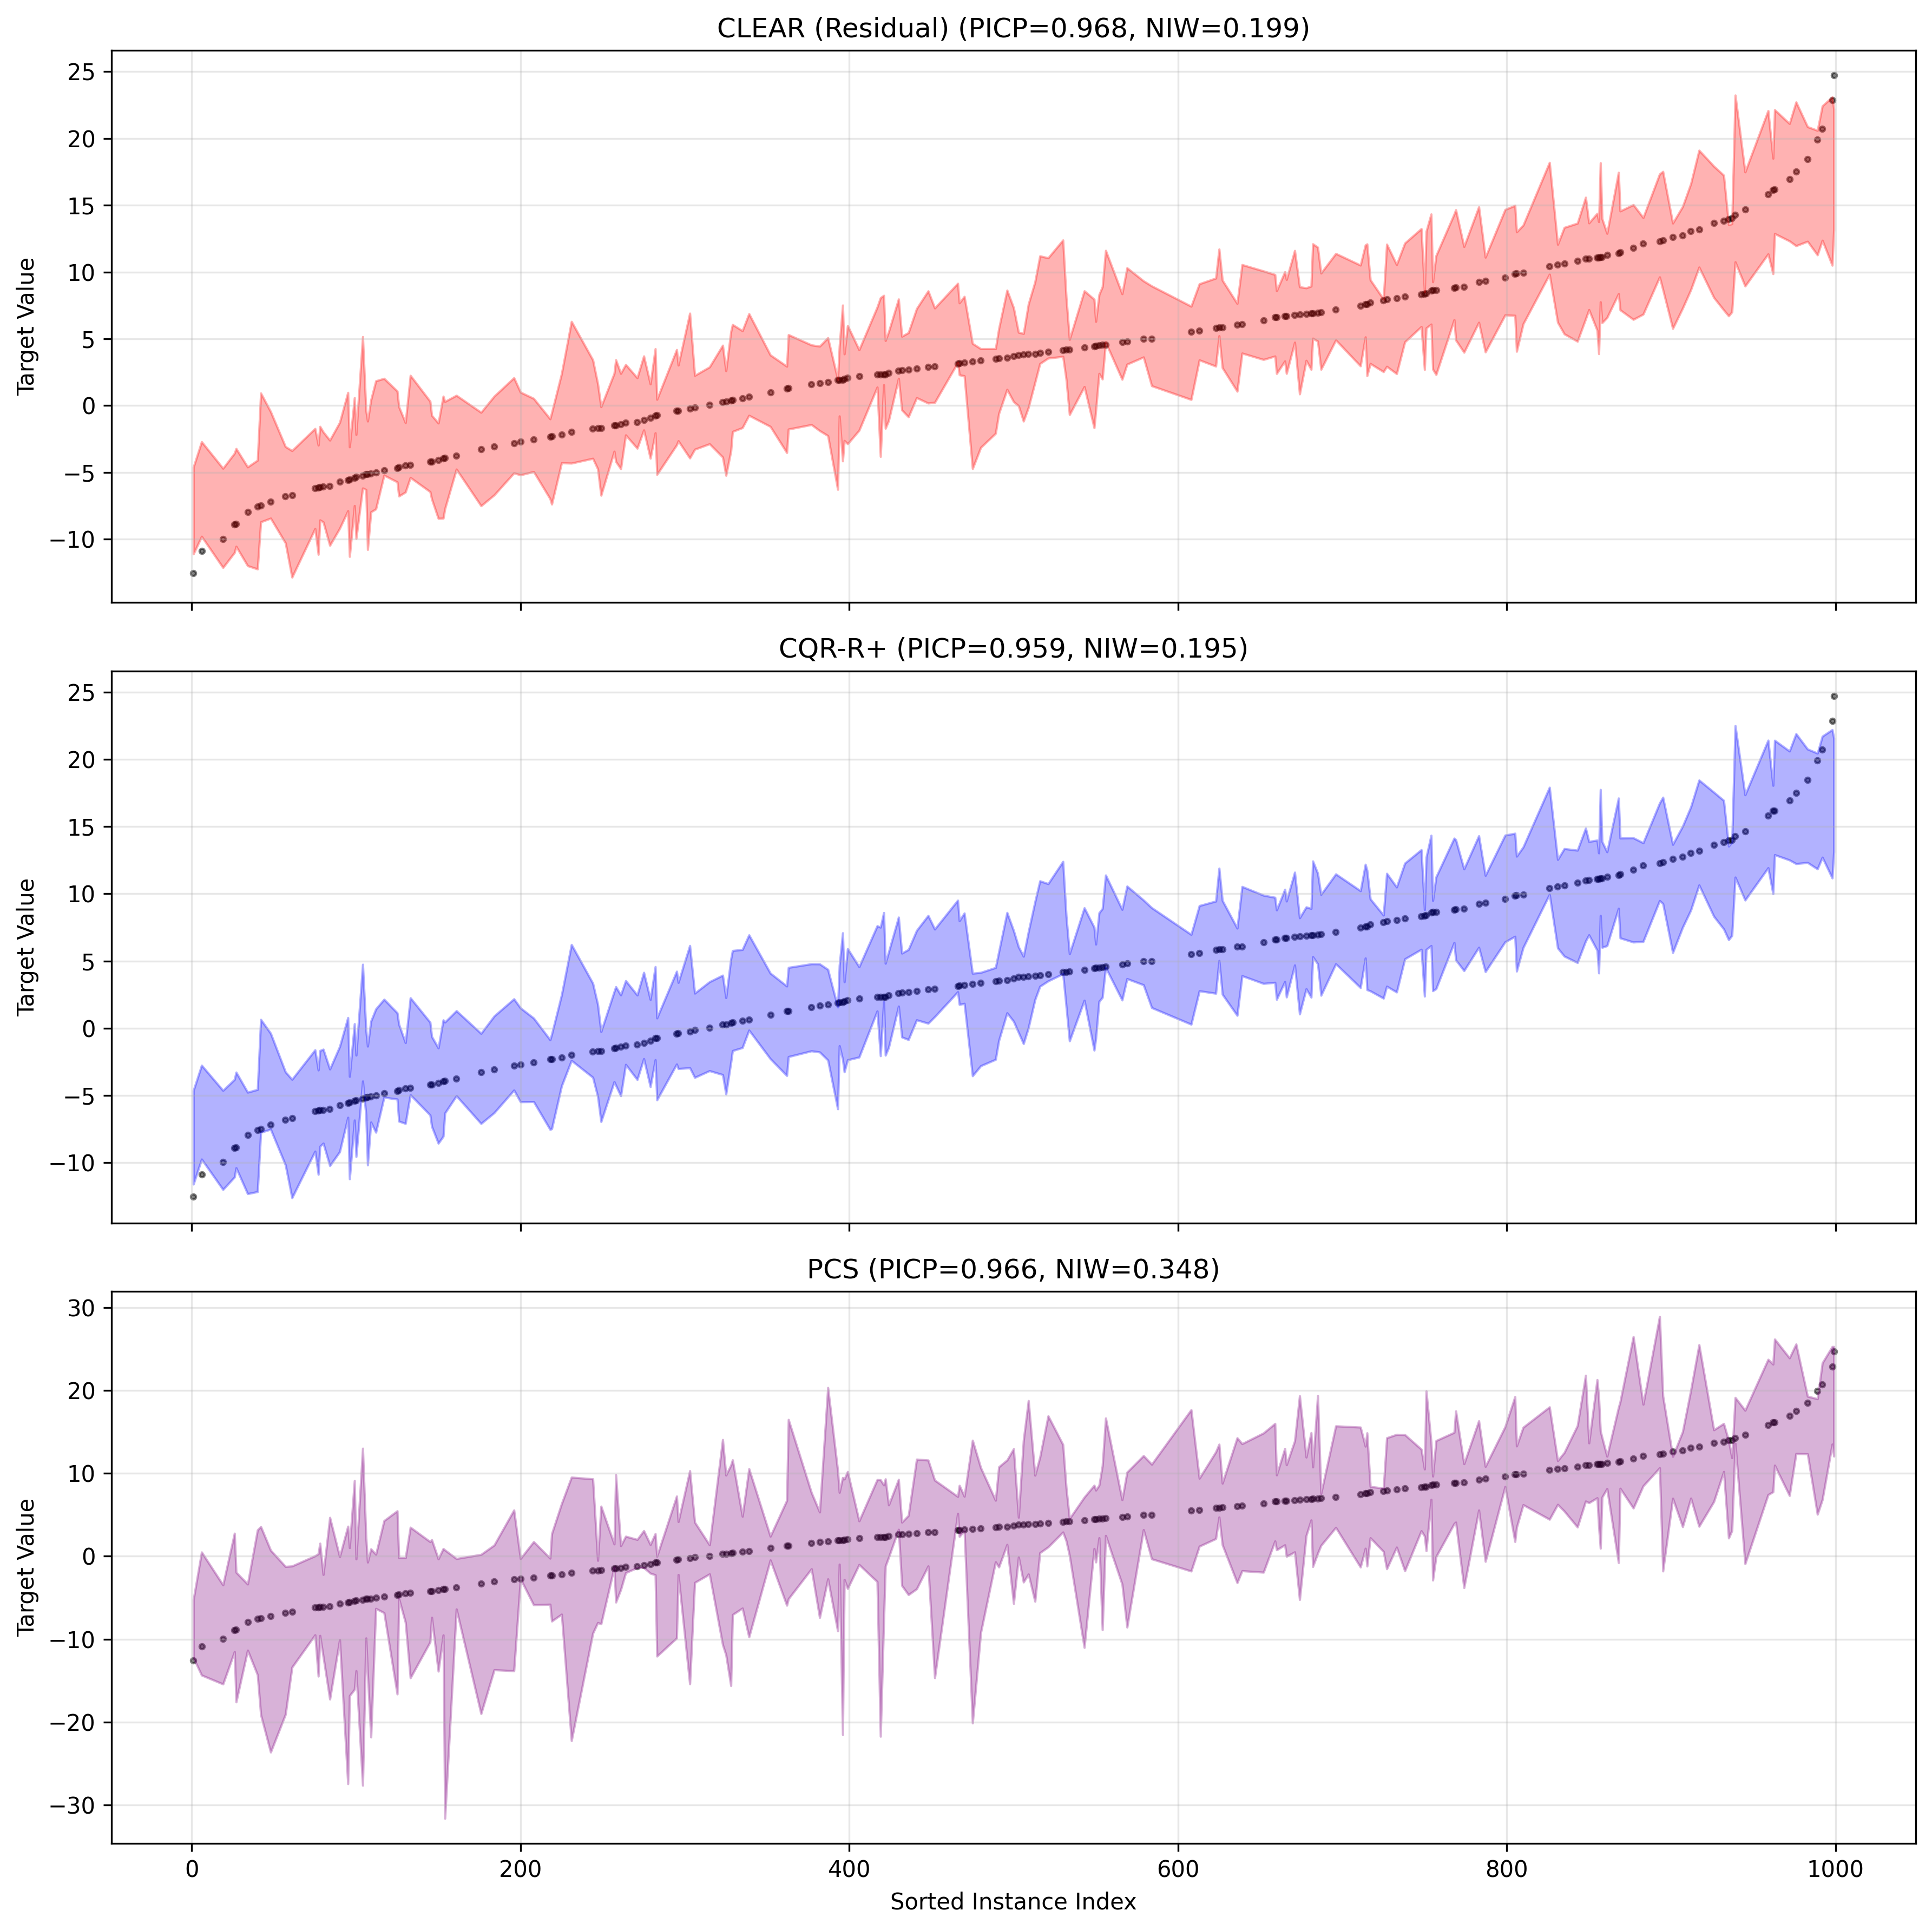 CLEAR (Residual) (PICP=0.968, NIW=0.199)
25
20
15
10
5
0
−5
−10
Target Value
CQR-R+ (PICP=0.959, NIW=0.195)
25
20
15
10
5
0
−5
−10
Target Value
PCS (PICP=0.966, NIW=0.348)
30
20
10
0
−10
−20
−30
Target Value
0 200 400 600 800 1000
Sorted Instance Index